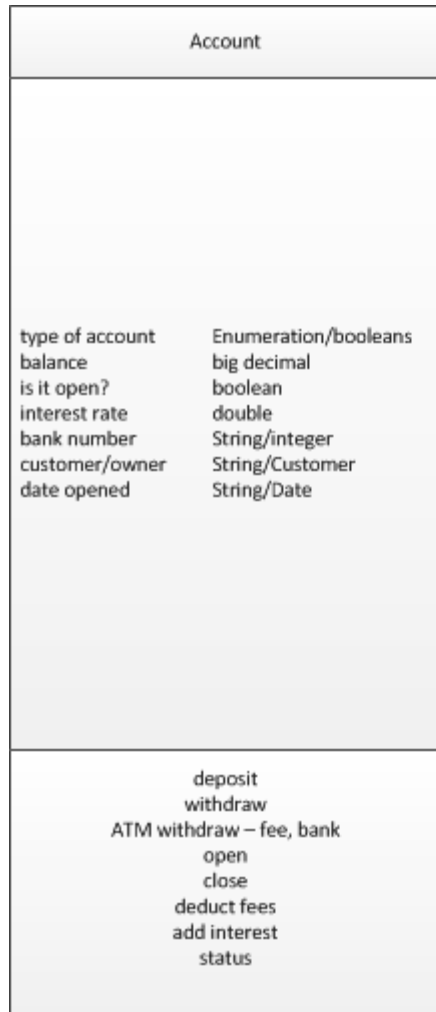 Account
type of account Enumeration/booleans
balance big decimal
is it open? boolean
interest rate double
bank number String/integer
customer/owner String/Customer
date opened String/Date
deposit
withdraw
ATM withdraw – fee, bank
open
close
deduct fees
add interest
status